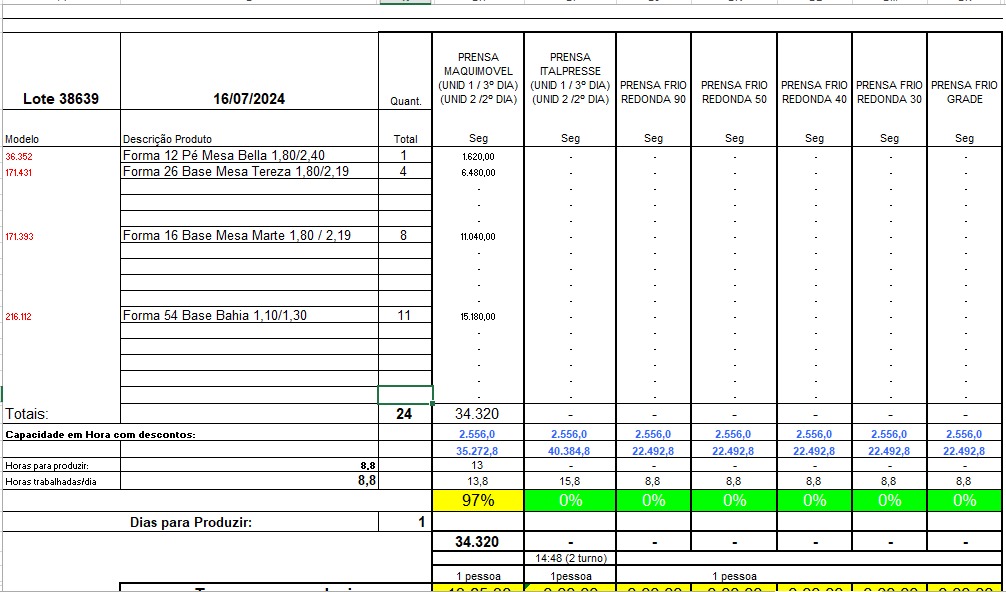 PRENSA MAQUIMOVEL (UNID 1 / 3º DIA) (UNID 2 /2º DIA)
PRENSA ITALPRESSE (UNID 1 / 3º DIA) (UNID 2 /2º DIA)
PRENSA FRIO REDONDA 90
PRENSA FRIO REDONDA 50
PRENSA FRIO REDONDA 40
PRENSA FRIO REDONDA 30
PRENSA FRIO GRADE
Lote 38639 16/07/2024 Quant.
Modelo Descrição Produto Total Seg Seg Seg Seg Seg Seg Seg
36.352 Forma 12 Pé Mesa Bella 1,80/2,40 1 1.620,00 - - - - - -
171.431 Forma 26 Base Mesa Tereza 1,80/2,19 4 6.480,00 - - - - - -
- - - - - - -
- - - - - - -
- - - - - - -
171.393 Forma 16 Base Mesa Marte 1,80 / 2,19 8 11.040,00 - - - - - -
- - - - - - -
- - - - - - -
- - - - - - -
- - - - - - -
216.112 Forma 54 Base Bahia 1,10/1,30 11 15.180,00 - - - - - -
- - - - - - -
- - - - - - -
- - - - - - -
- - - - - - -
- - - - - - -
Totais: 24 34.320 - - - - - -
Capacidade em Hora com descontos: 2.556,0 2.556,0 2.556,0 2.556,0 2.556,0 2.556,0 2.556,0
35.272,8 40.384,8 22.492,8 22.492,8 22.492,8 22.492,8 22.492,8
Horas para produzir: 8,8 13 - - - - - -
Horas trabalhadas/dia 8,8 13,8 15,8 8,8 8,8 8,8 8,8 8,8
97% 0% 0% 0% 0% 0% 0%
Dias para Produzir: 1
34.320 - - - - - -
14:48 (2 turno)
1 pessoa 1pessoa 1 pessoa